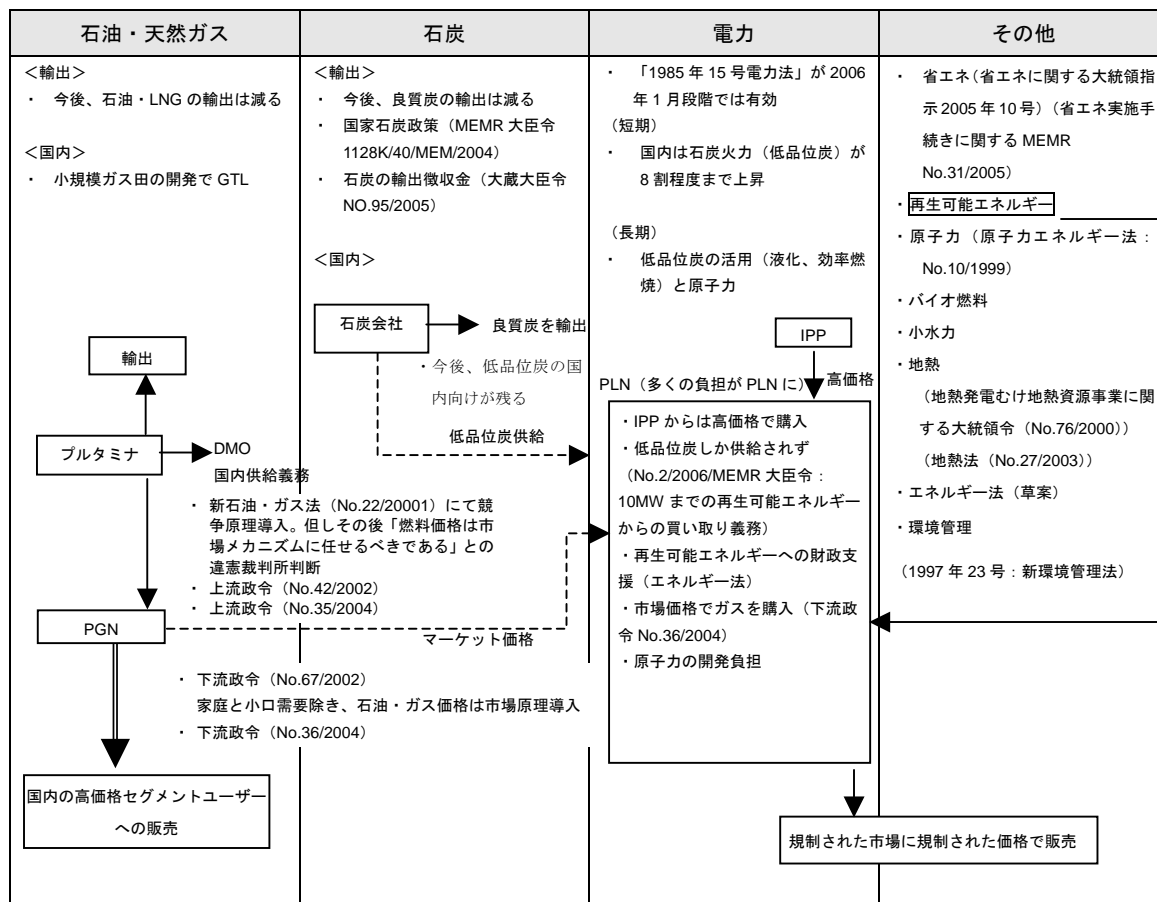 石油・天然ガス
＜輸出＞
・ 今後、石油・LNG の輸出は減る
＜国内＞
・ 小規模ガス田の開発で GTL
輸出
プルタミナ
DMO
国内供給義務
・ 新石油・ガス法（No.22/20001）にて競
争原理導入。但しその後「燃料価格は市
場メカニズムに任せるべきである」との
違憲裁判所判断
・ 上流政令（No.42/2002）
・ 上流政令（No.35/2004）
PGN
マーケット価格
・ 下流政令（No.67/2002）
家庭と小口需要除き、石油・ガス価格は市場原理導入
・ 下流政令（No.36/2004）
国内の高価格セグメントユーザー
への販売
石炭
＜輸出＞
・ 今後、良質炭の輸出は減る
・ 国家石炭政策（MEMR 大臣令
1128K/40/MEM/2004）
・ 石炭の輸出徴収金（大蔵大臣令
NO.95/2005）
＜国内＞
石炭会社
良質炭を輸出
・今後、低品位炭の国
内向けが残る
低品位炭供給
電力
・ 「1985 年 15 号電力法」が 2006
年 1 月段階では有効
（短期）
・ 国内は石炭火力（低品位炭）が
8 割程度まで上昇
（長期）
・ 低品位炭の活用（液化、効率燃
焼）と原子力
IPP
高価格
PLN（多くの負担が PLN に）
・IPP からは高価格で購入
・低品位炭しか供給されず
（No.2/2006/MEMR 大臣令：
10MW までの再生可能エネルギー
からの買い取り義務）
・再生可能エネルギーへの財政支
援（エネルギー法）
・市場価格でガスを購入（下流政
令 No.36/2004）
・原子力の開発負担
規制された市場に規制された価格で販売
その他
・ 省エネ（省エネに関する大統領指
示 2005 年 10 号）（省エネ実施手
続きに関する MEMR
No.31/2005）
・再生可能エネルギー
・原子力（原子力エネルギー法：
No.10/1999）
・バイオ燃料
・小水力
・地熱
（地熱発電むけ地熱資源事業に関
する大統領令（No.76/2000））
（地熱法（No.27/2003））
・エネルギー法（草案）
・環境管理
（1997 年 23 号：新環境管理法）